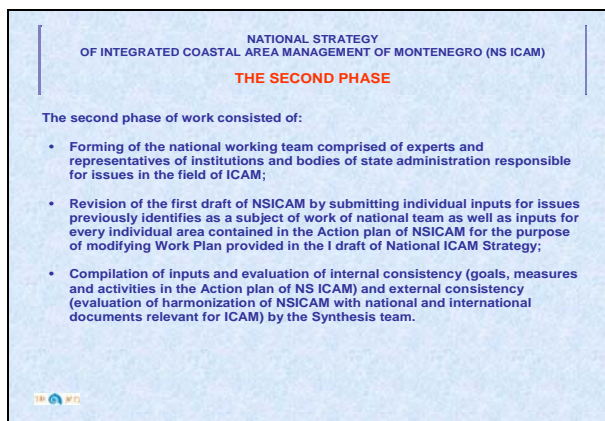 NATIONAL STRATEGY
OF INTEGRATED COASTAL AREA MANAGEMENT OF MONTENEGRO (NS ICAM)
THE SECOND PHASE
The second phase of work consisted of:
• Forming of the national working team comprised of experts and
representatives of institutions and bodies of state administration responsible
for issues in the field of ICAM;
• Revision of the first draft of NSICAM by submitting individual inputs for issues
previously identifies as a subject of work of national team as well as inputs for
every individual area contained in the Action plan of NSICAM for the purpose
of modifying Work Plan provided in the I draft of National ICAM Strategy;
• Compilation of inputs and evaluation of internal consistency (goals, measures
and activities in the Action plan of NS ICAM) and external consistency
(evaluation of harmonization of NSICAM with national and international
documents relevant for ICAM) by the Synthesis team.